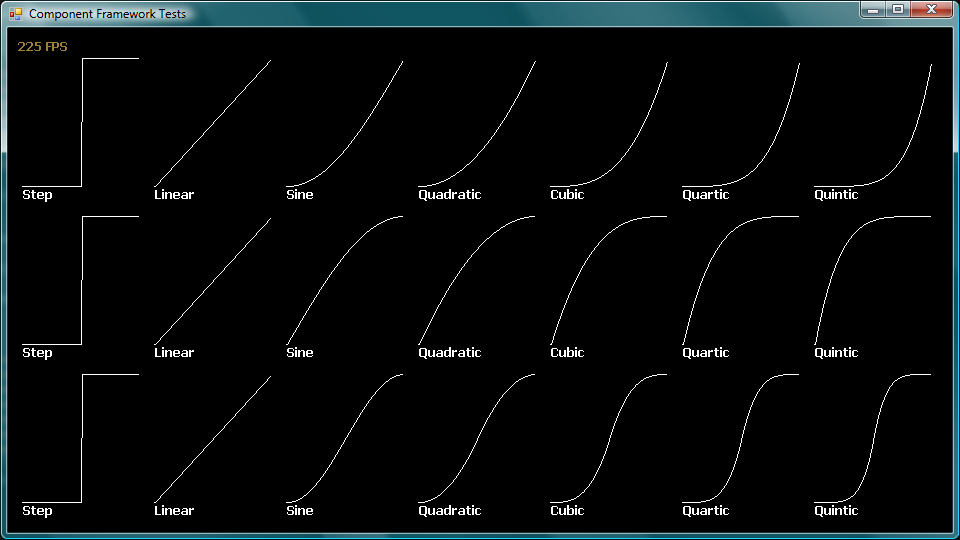 Component Framework Tests
225 FPS
Step Linear Sine Quadratic Cubic Quartic Quintic
Step Linear Sine Quadratic Cubic Quartic Quintic
Step Linear Sine Quadratic Cubic Quartic Quintic